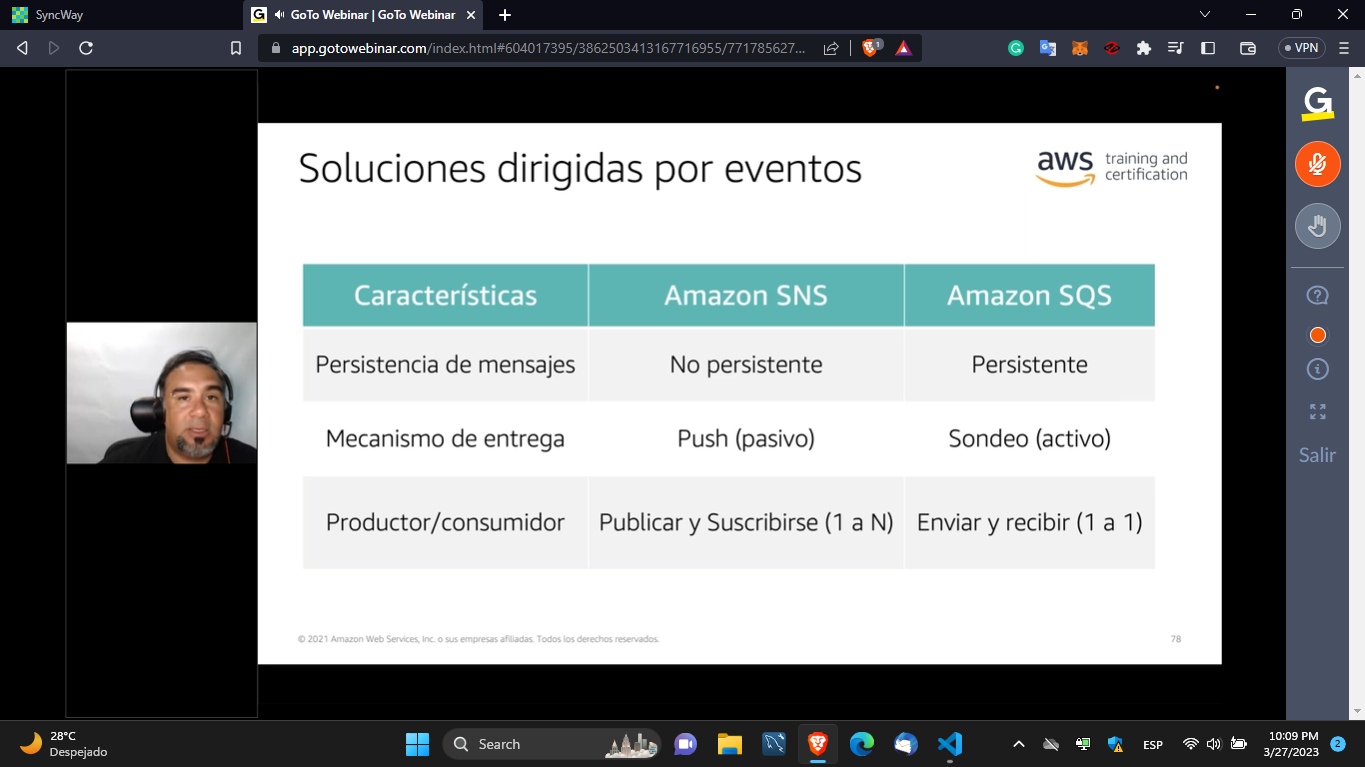 SyncWay
GoTo Webinar | GoTo Webinar
app.gotowebinar.com/index.html#604017395/3862503413167716955/771785627...
1
VPN
Soluciones dirigidas por eventos
aws training and
certification
Características Amazon SNS Amazon SQS
Persistencia de mensajes No persistente Persistente
Mecanismo de entrega Push (pasivo) Sondeo (activo)
Productor/consumidor Publicar y Suscribirse (1 a N) Enviar y recibir (1 a 1)
© 2021 Amazon Web Services, Inc. o sus empresas afiliadas. Todos los derechos reservados.
78
G
Salir
28°C
Despejado
Search
ESP
10:09 PM
3/27/2023
2